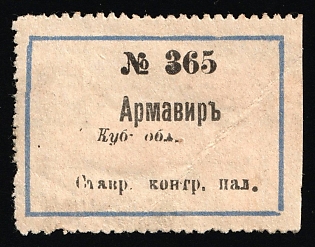 № 365
Армавиръ
Куб. обл.
Ставр. контр. пал.